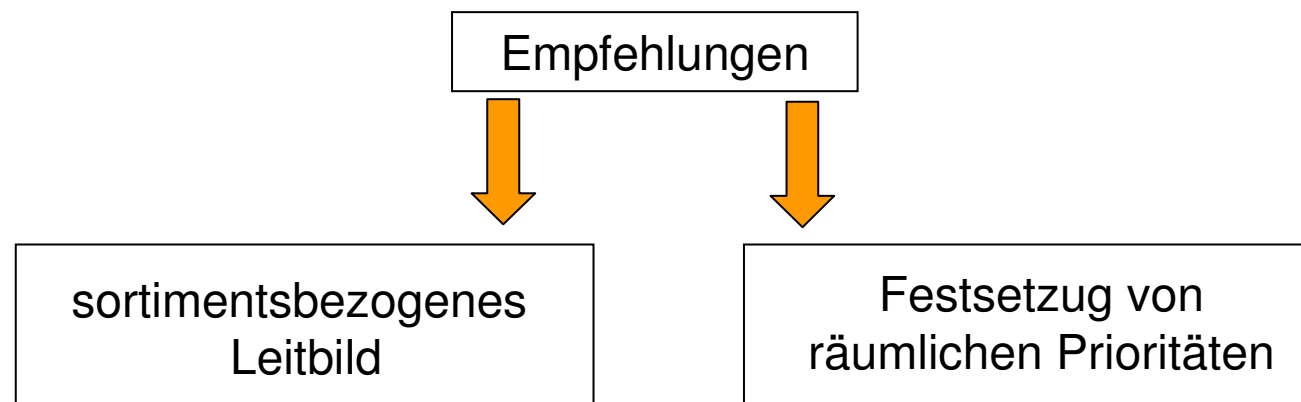 Empfehlungen
sortimentsbezogenes
Leitbild
Festsetzug von
räumlichen Prioritäten